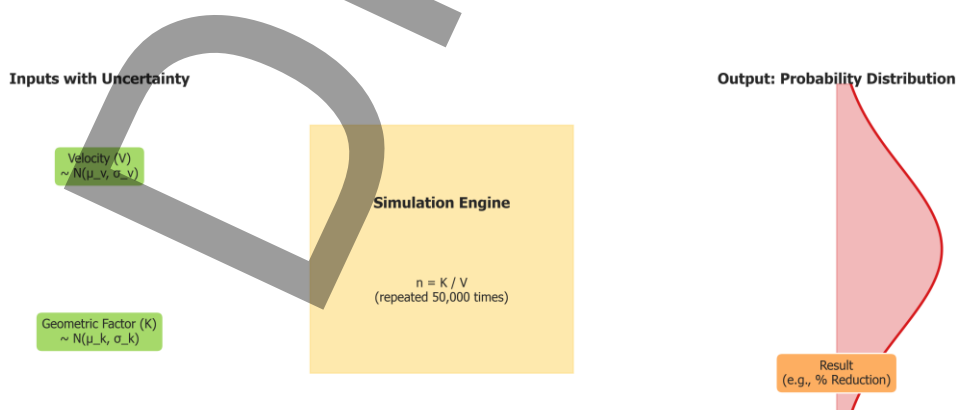 Inputs with Uncertainty
Velocity (V)
~ N(μ_v, σ_v)
Geometric Factor (K)
~ N(μ_k, σ_k)
Simulation Engine
n = K / V
(repeated 50,000 times)
Output: Probability Distribution
Result
(e.g., % Reduction)